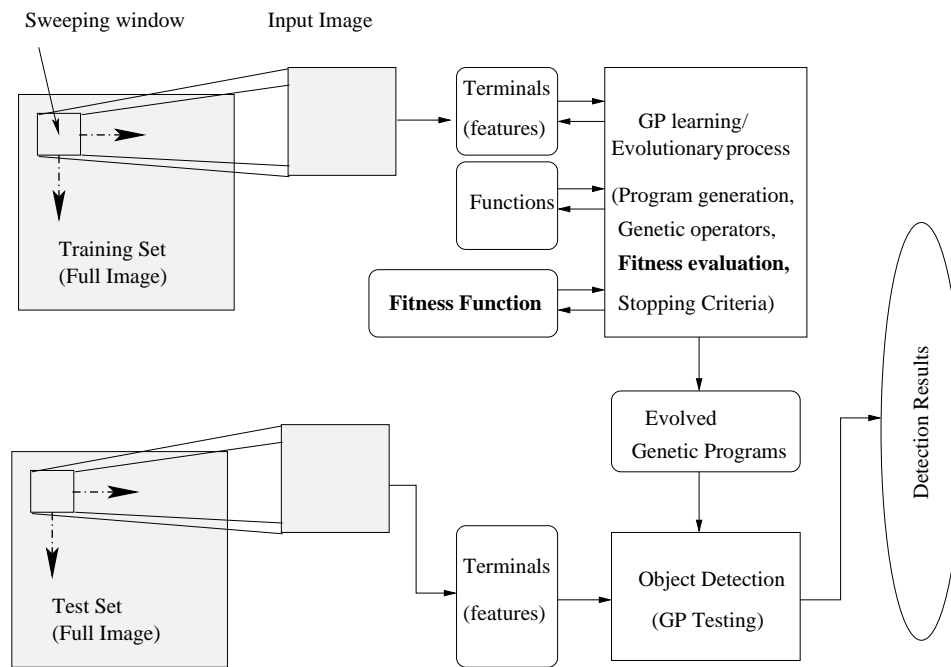 Sweeping window
Input Image
Training Set
(Full Image)
Terminals
(features)
Functions
Fitness Function
GP learning/
Evolutionary process
(Program generation,
Genetic operators,
Fitness evaluation,
Stopping Criteria)
Evolved
Genetic Programs
Test Set
(Full Image)
Terminals
(features)
Object Detection
(GP Testing)
Detection Results